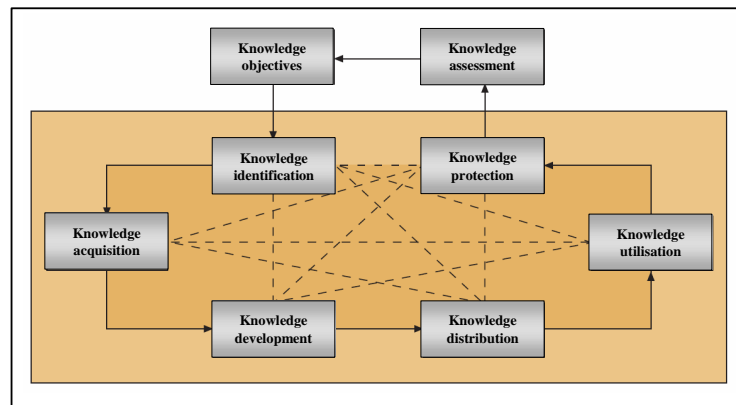 Knowledge
objectives
Knowledge
assessment
Knowledge
identification
Knowledge
protection
Knowledge
acquisition
Knowledge
utilisation
Knowledge
development
Knowledge
distribution